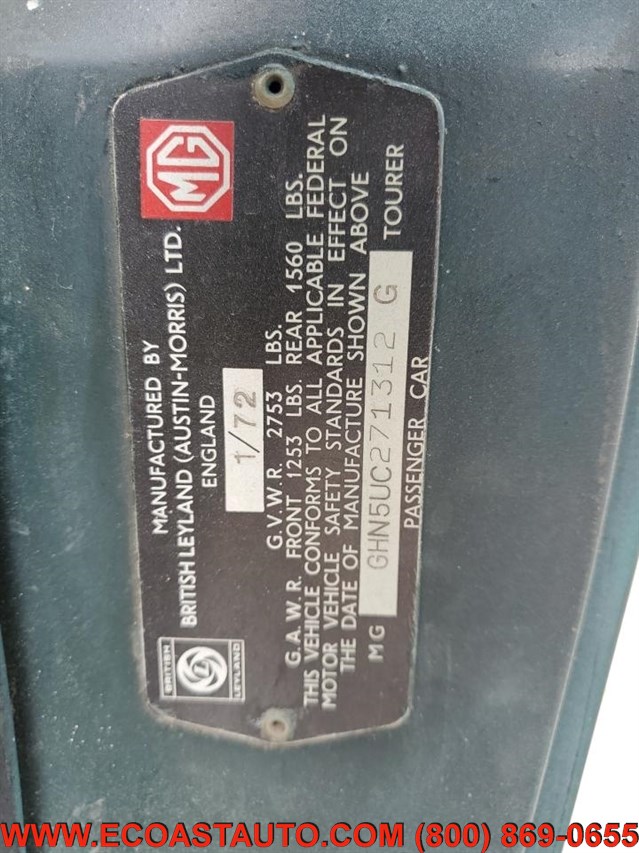 MG
MANUFACTURED BY
BRITISH LEYLAND (AUSTIN-MORRIS) LTD.
ENGLAND
1/72
G.V.W.R. 2753 LBS.
G.A.W.R. FRONT 1253 LBS. REAR 1560 LBS.
THIS VEHICLE CONFORMS TO ALL APPLICABLE FEDERAL
MOTOR VEHICLE SAFETY STANDARDS IN EFFECT ON
THE DATE OF MANUFACTURE SHOWN ABOVE
MG GHN5UC271312 G
PASSENGER CAR TOURER
BRITISH
L
LEYLAND
WWW.ECOASTAUTO.COM (800) 869-0655